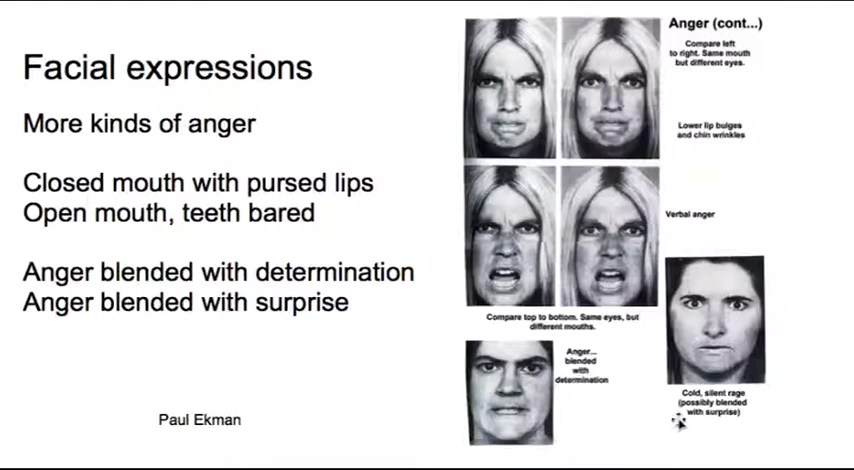 Facial expressions
More kinds of anger
Closed mouth with pursed lips
Open mouth, teeth bared
Anger blended with determination
Anger blended with surprise
Paul Ekman
Anger (cont...)
Compare left
to right. Same mouth
but different eyes.
Lower lip bulges
and chin wrinkles
Verbal anger
Compare top to bottom. Same eyes, but
different mouths.
Anger...
blended
with
determination
Cold, silent rage
(possibly blended
with surprise)